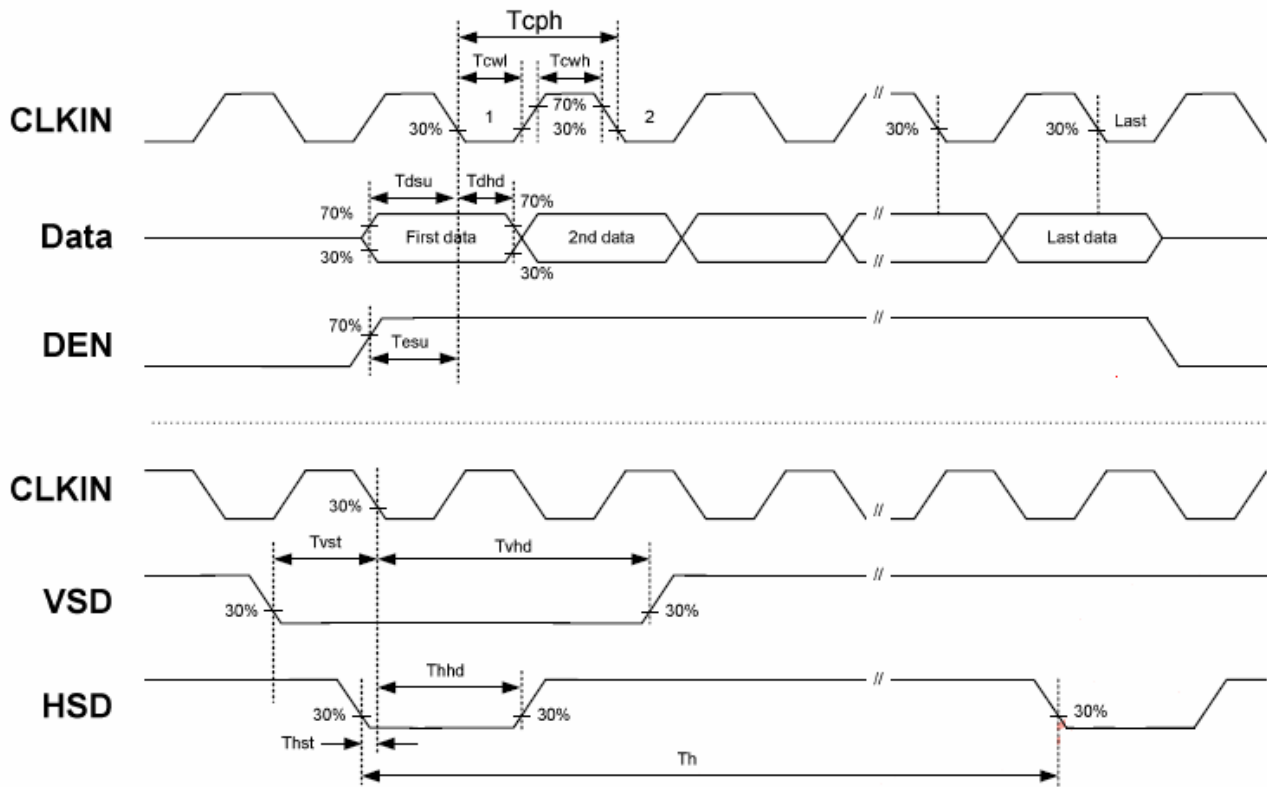 Tcph
Tcwl Tcwh
CLKIN 30% 1 70% 30% 2 // 30% 30% Last
Tdsu Tdhd
70% 70%
Data First data 2nd data // Last data
30% 30% //
DEN 70% //
Tesu
CLKIN 30% //
Tvst Tvhd
VSD 30% 30% //
Thhd
HSD 30% 30% // 30%
Thst
Th